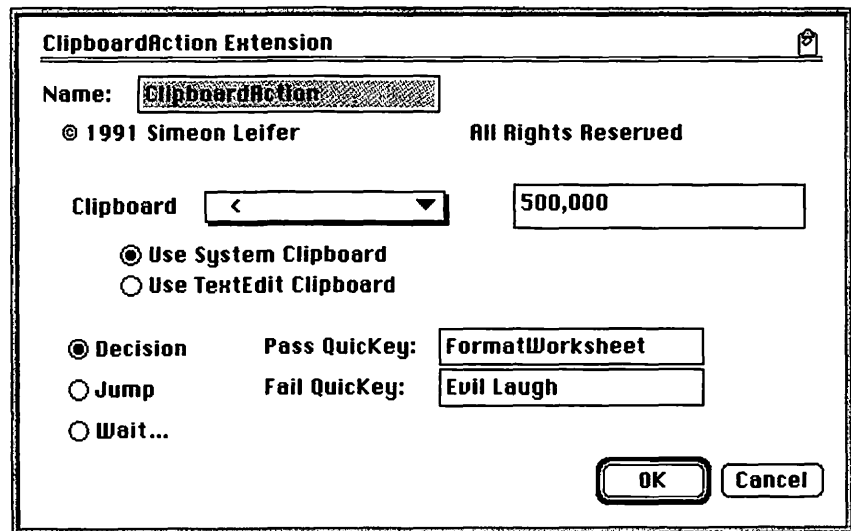 ClipboardAction Extension
Name: ClipboardAction
© 1991 Simeon Leifer All Rights Reserved
Clipboard < 500,000
Use System Clipboard
Use TextEdit Clipboard
Decision Pass QuicKey: FormatWorksheet
Jump Fail QuicKey: Evil Laugh
Wait...
OK Cancel